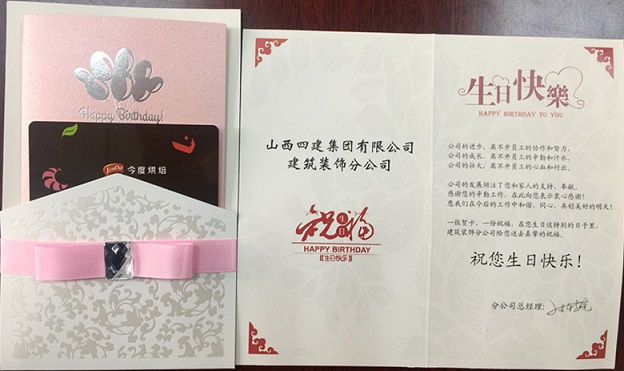 Happy Birthday!
今度烘焙
山西四建集团有限公司
建筑装饰分公司
祝福
HAPPY BIRTHDAY
生日快乐
生日快樂
HAPPY BIRTHDAY TO YOU
公司的进步，离不开员工的协作和努力，
公司的成长，离不开员工的辛勤和汗水，
公司的壮大，离不开员工的心血和付出。
公司的发展倾注了您和家人的支持、奉献。
感谢您的辛勤工作，在此向您表示衷心感谢！
愿我们在今后的工作中和谐、同心，共创美好的明天！
一张贺卡，一份祝福，在您生日送特别的日子里，
建筑装饰分公司给您送去真挚的祝福。
祝您生日快乐！
分公司总经理：